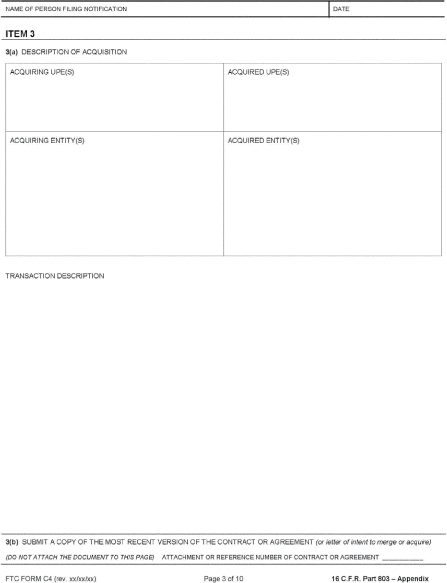 NAME OF PERSON FILING NOTIFICATION DATE
ITEM 3
3(a) DESCRIPTION OF ACQUISITION
ACQUIRING UPE(S) ACQUIRED UPE(S)
ACQUIRING ENTITY(S) ACQUIRED ENTITY(S)
TRANSACTION DESCRIPTION
3(b) SUBMIT A COPY OF THE MOST RECENT VERSION OF THE CONTRACT OR AGREEMENT (or letter of intent to merge or acquire)
(DO NOT ATTACH THE DOCUMENT TO THIS PAGE) ATTACHMENT OR REFERENCE NUMBER OF CONTRACT OR AGREEMENT ____________
FTC FORM C4 (rev. xx/xx/xx) Page 3 of 10 16 C.F.R. Part 803 – Appendix